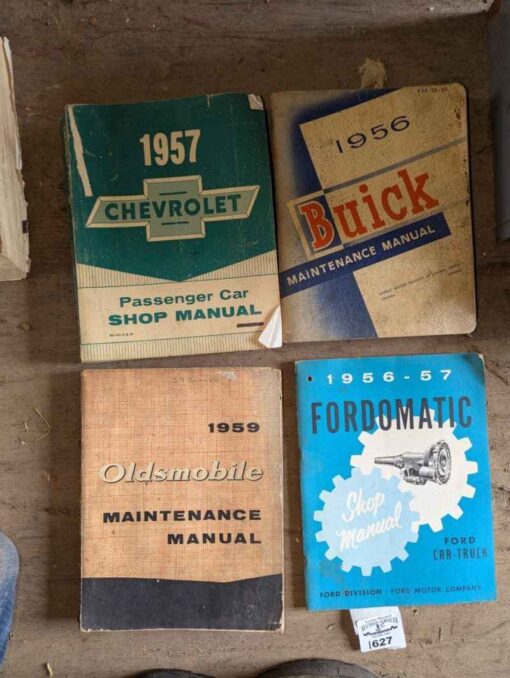 1957
CHEVROLET
Passenger Car
SHOP MANUAL
1956
Buick
MAINTENANCE MANUAL
1959
Oldsmobile
MAINTENANCE
MANUAL
1956-57
FORDOMATIC
Shop
Manual
FORD
CAR-TRUCK
FORD DIVISION · FORD MOTOR COMPANY
1627